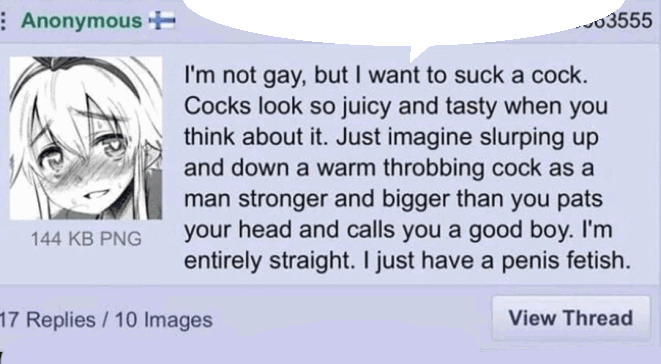 Anonymous
63555
I'm not gay, but I want to suck a cock.
Cocks look so juicy and tasty when you
think about it. Just imagine slurping up
and down a warm throbbing cock as a
man stronger and bigger than you pats
your head and calls you a good boy. I'm
entirely straight. I just have a penis fetish.
144 KB PNG
17 Replies / 10 Images
View Thread